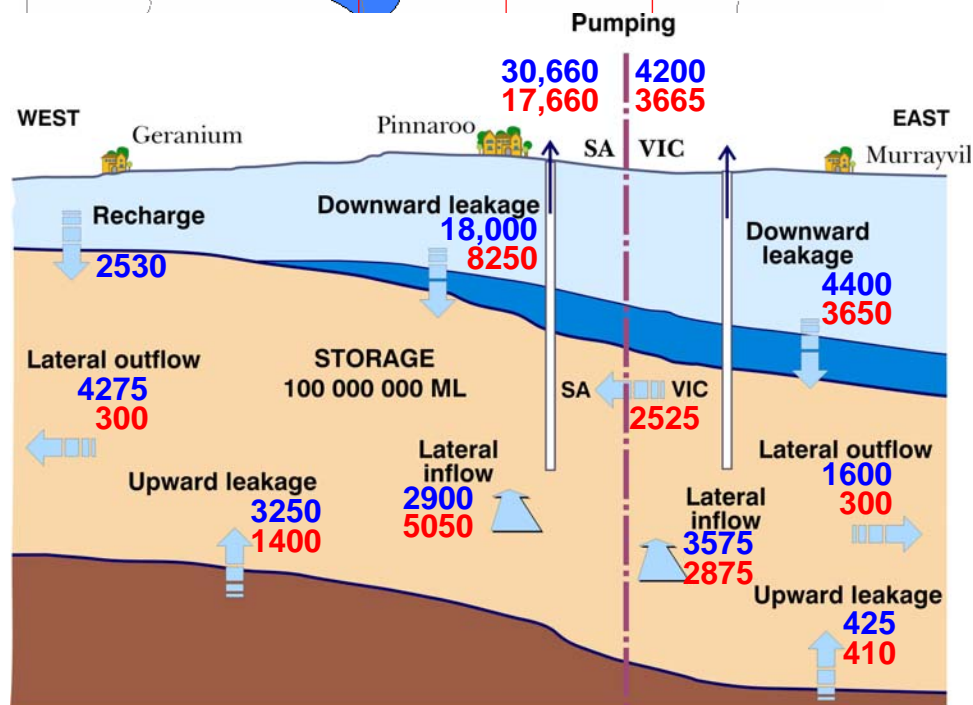 Pumping
30,660 4200
17,660 3665
WEST
EAST
Geranium
Pinnaroo
SA VIC
Murrayvil
Recharge
2530
Downward leakage
18,000
8250
Downward
leakage
4400
3650
Lateral outflow
4275
300
STORAGE
100 000 000 ML
SA VIC
2525
Upward leakage
3250
1400
Lateral
inflow
2900
5050
Lateral
inflow
3575
2875
Lateral outflow
1600
300
Upward leakage
425
410